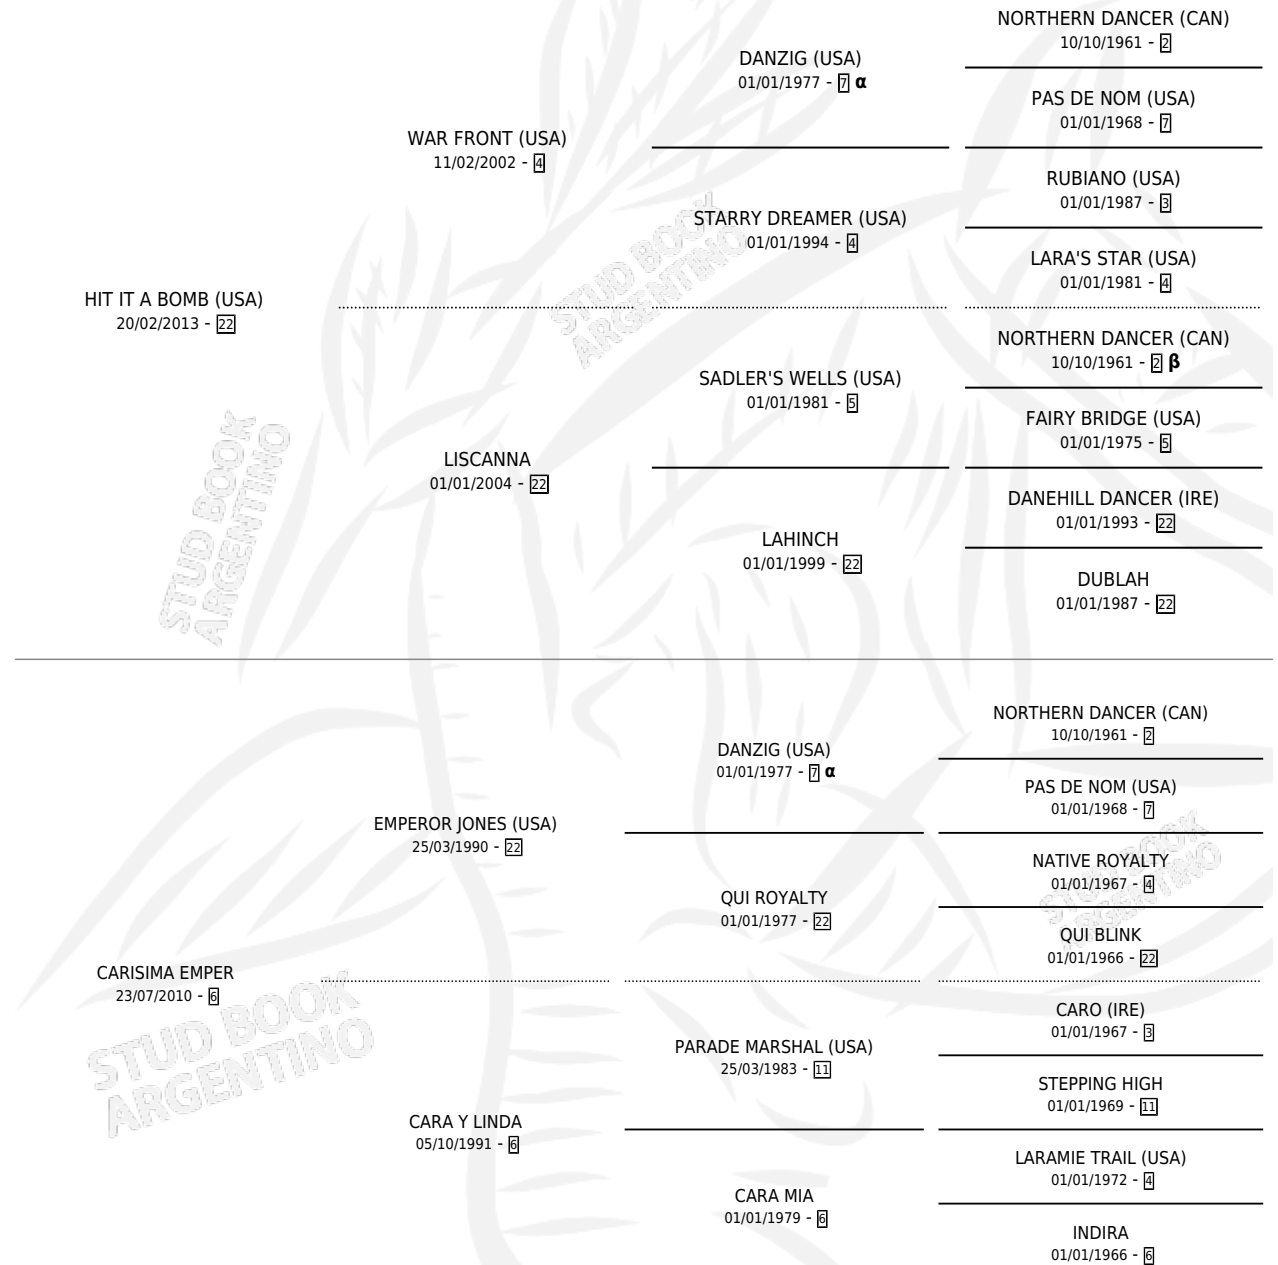 NORTHERN DANCER (CAN)
10/10/1961 - 2
DANZIG (USA)
01/01/1977 - 7 α
PAS DE NOM (USA)
01/01/1968 - 7
WAR FRONT (USA)
11/02/2002 - 4
RUBIANO (USA)
01/01/1987 - 3
STARRY DREAMER (USA)
01/01/1994 - 4
LARA'S STAR (USA)
01/01/1981 - 4
HIT IT A BOMB (USA)
20/02/2013 - 22
NORTHERN DANCER (CAN)
10/10/1961 - 2 β
SADLER'S WELLS (USA)
01/01/1981 - 5
FAIRY BRIDGE (USA)
01/01/1975 - 5
LISCANNA
01/01/2004 - 22
DANEHILL DANCER (IRE)
01/01/1993 - 22
LAHINCH
01/01/1999 - 22
DUBLAH
01/01/1987 - 22
STUD BOOK
ARGENTINO
STUD BOOK
ARGENTINO
NORTHERN DANCER (CAN)
10/10/1961 - 2
DANZIG (USA)
01/01/1977 - 7 α
PAS DE NOM (USA)
01/01/1968 - 7
EMPEROR JONES (USA)
25/03/1990 - 22
NATIVE ROYALTY
01/01/1967 - 4
QUI ROYALTY
01/01/1977 - 22
QUI BLINK
01/01/1966 - 22
CARISIMA EMPER
23/07/2010 - 6
CARO (IRE)
01/01/1967 - 3
PARADE MARSHAL (USA)
25/03/1983 - 11
STEPPING HIGH
01/01/1969 - 11
CARA Y LINDA
05/10/1991 - 6
LARAMIE TRAIL (USA)
01/01/1972 - 4
CARA MIA
01/01/1979 - 6
INDIRA
01/01/1966 - 6
STUD BOOK
ARGENTINO
STUD BOOK
ARGENTINO